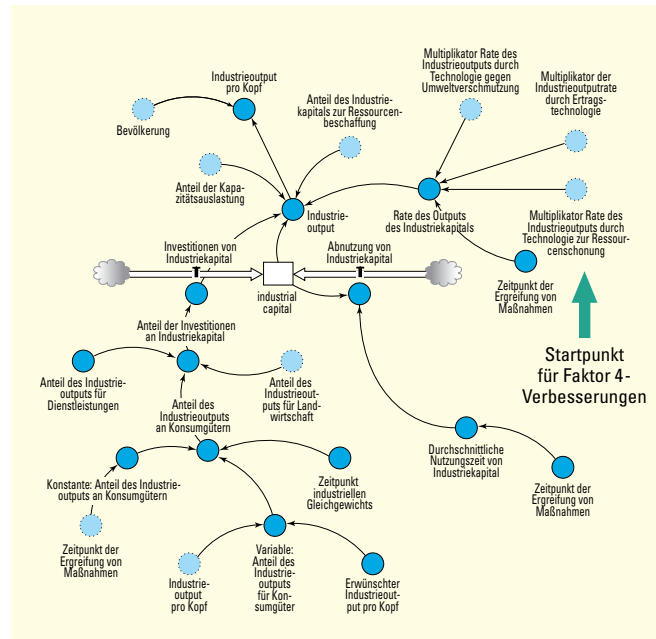 Multiplikator Rate des
Industrieoutputs durch
Technologie gegen
Umweltverschmutzung
Industrieoutput
pro Kopf
Multiplikator der
Industrieoutputrate
durch Ertrags-
technologie
Anteil des Industrie-
kapitals zur Ressourcen-
beschaffung
Bevölkerung
Anteil der Kapa-
zitätsauslastung
Industrie-
output
Rate des Outputs
des Industriekapitals
Multiplikator Rate des
Industrieoutputs durch
Technologie zur Ressour-
censchonung
Investitionen von
Industriekapital
Abnutzung von
Industriekapital
industrial
capital
Zeitpunkt der
Ergreifung von
Maßnahmen
Anteil der Investitionen
an Industriekapital
Startpunkt
für Faktor 4-
Verbesserungen
Anteil des Industrie-
outputs für
Dienstleistungen
Anteil des
Industrieout-
puts für Land-
wirtschaft
Anteil des
Industrieoutputs
an Konsumgütern
Durchschnittliche
Nutzungszeit von
Industriekapital
Konstante: Anteil des Industrie-
outputs an Konsumgütern
Zeitpunkt
industriellen
Gleichgewichts
Zeitpunkt der
Ergreifung von
Maßnahmen
Zeitpunkt der
Ergreifung von
Maßnahmen
Industrie-
output
pro Kopf
Variable:
Anteil des
Industrie-
outputs
für Kon-
sumgüter
Erwünschter
Industrieout-
put pro Kopf